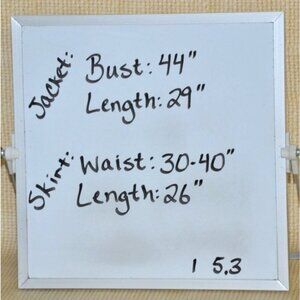 Jacket:
Bust: 44"
Length: 29"
Skirt:
Waist: 30-40"
Length: 26"
1 5.3